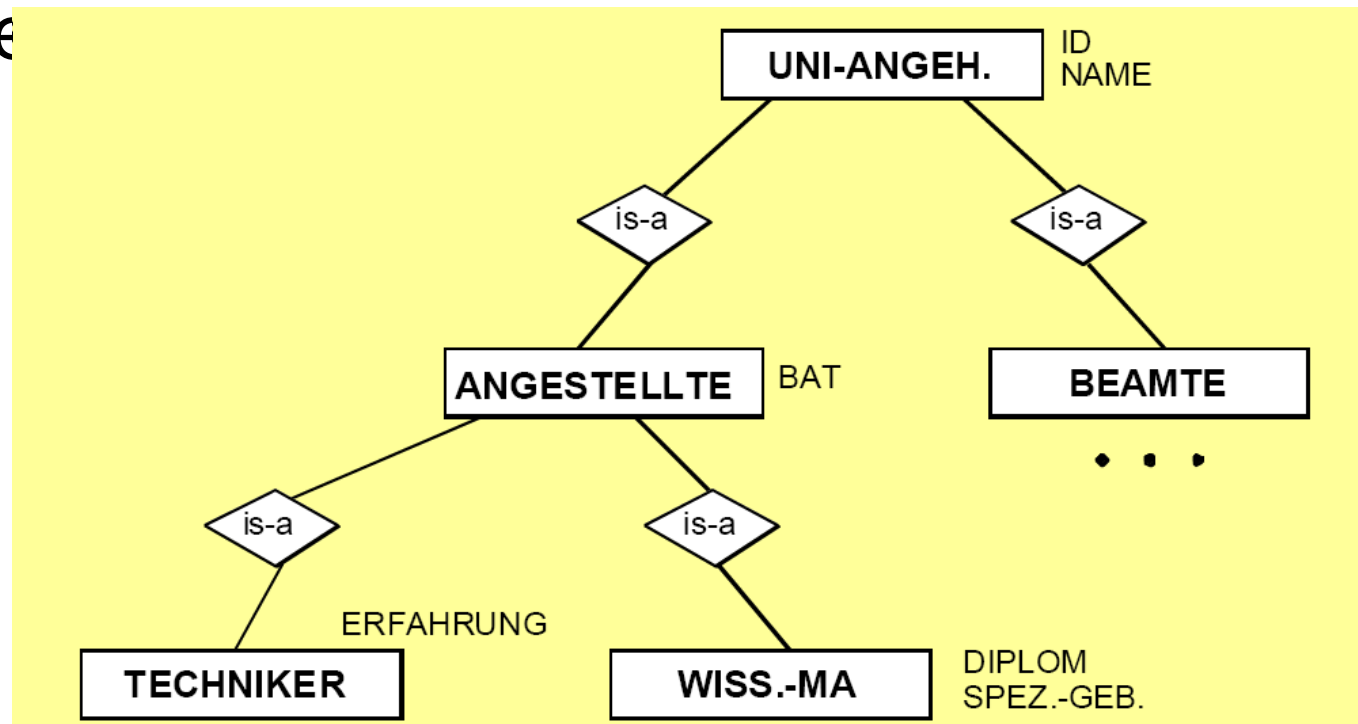 e
UNI-ANGEH.
ID
NAME
is-a
is-a
ANGESTELLTE
BAT
BEAMTE
is-a
is-a
ERFAHRUNG
TECHNIKER
WISS.-MA
DIPLOM
SPEZ.-GEB.